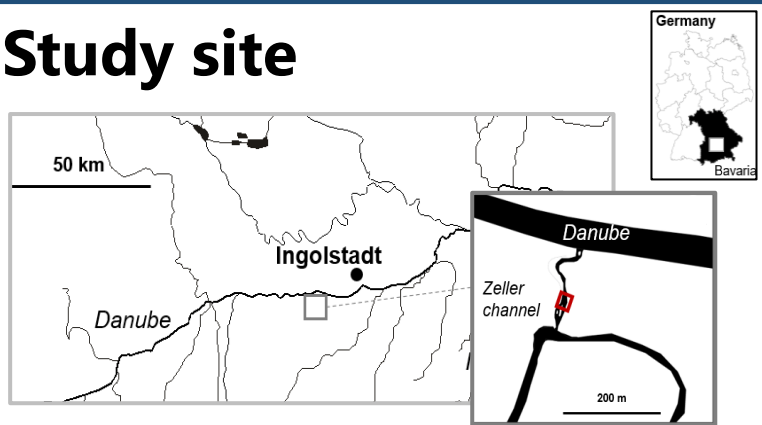 Study site
Germany
Bavaria
50 km
Ingolstadt
Danube
Danube
Zeller
channel
200 m